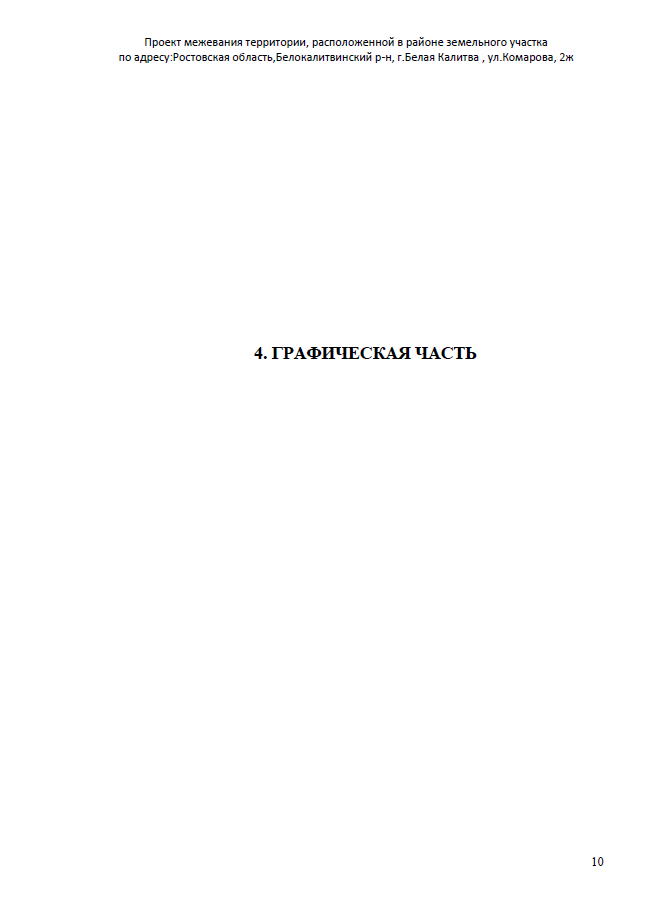 Проект межевания территории, расположенной в районе земельного участка
по адресу:Ростовская область,Белокалитвинский р-н, г.Белая Калитва , ул.Комарова, 2ж
4. ГРАФИЧЕСКАЯ ЧАСТЬ
10